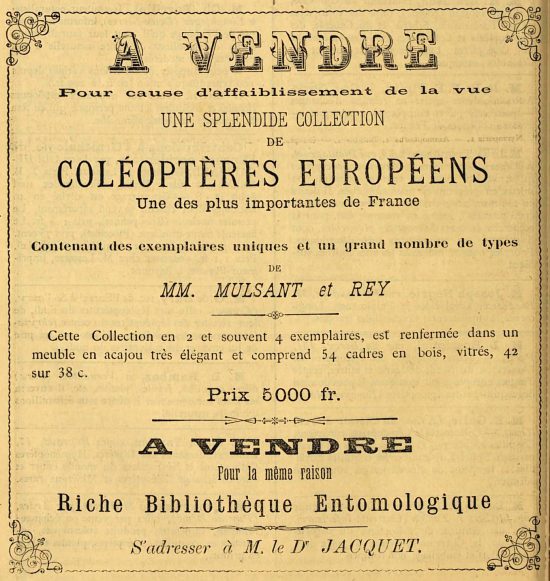 A VENDRE
Pour cause d'affaiblissement de la vue
UNE SPLENDIDE COLLECTION
DE
COLÉOPTÈRES EUROPÉENS
Une des plus importantes de France
Contenant des exemplaires uniques et un grand nombre de types
DE
MM. MULSANT et REY
Cette Collection en 2 et souvent 4 exemplaires, est renfermée dans un
meuble en acajou très élégant et comprend 54 cadres en bois, vitrés, 42
sur 38 c.
Prix 5000 fr.
A VENDRE
Pour la même raison
Riche Bibliothèque Entomologique
S'adresser à M. le Dr JACQUET.